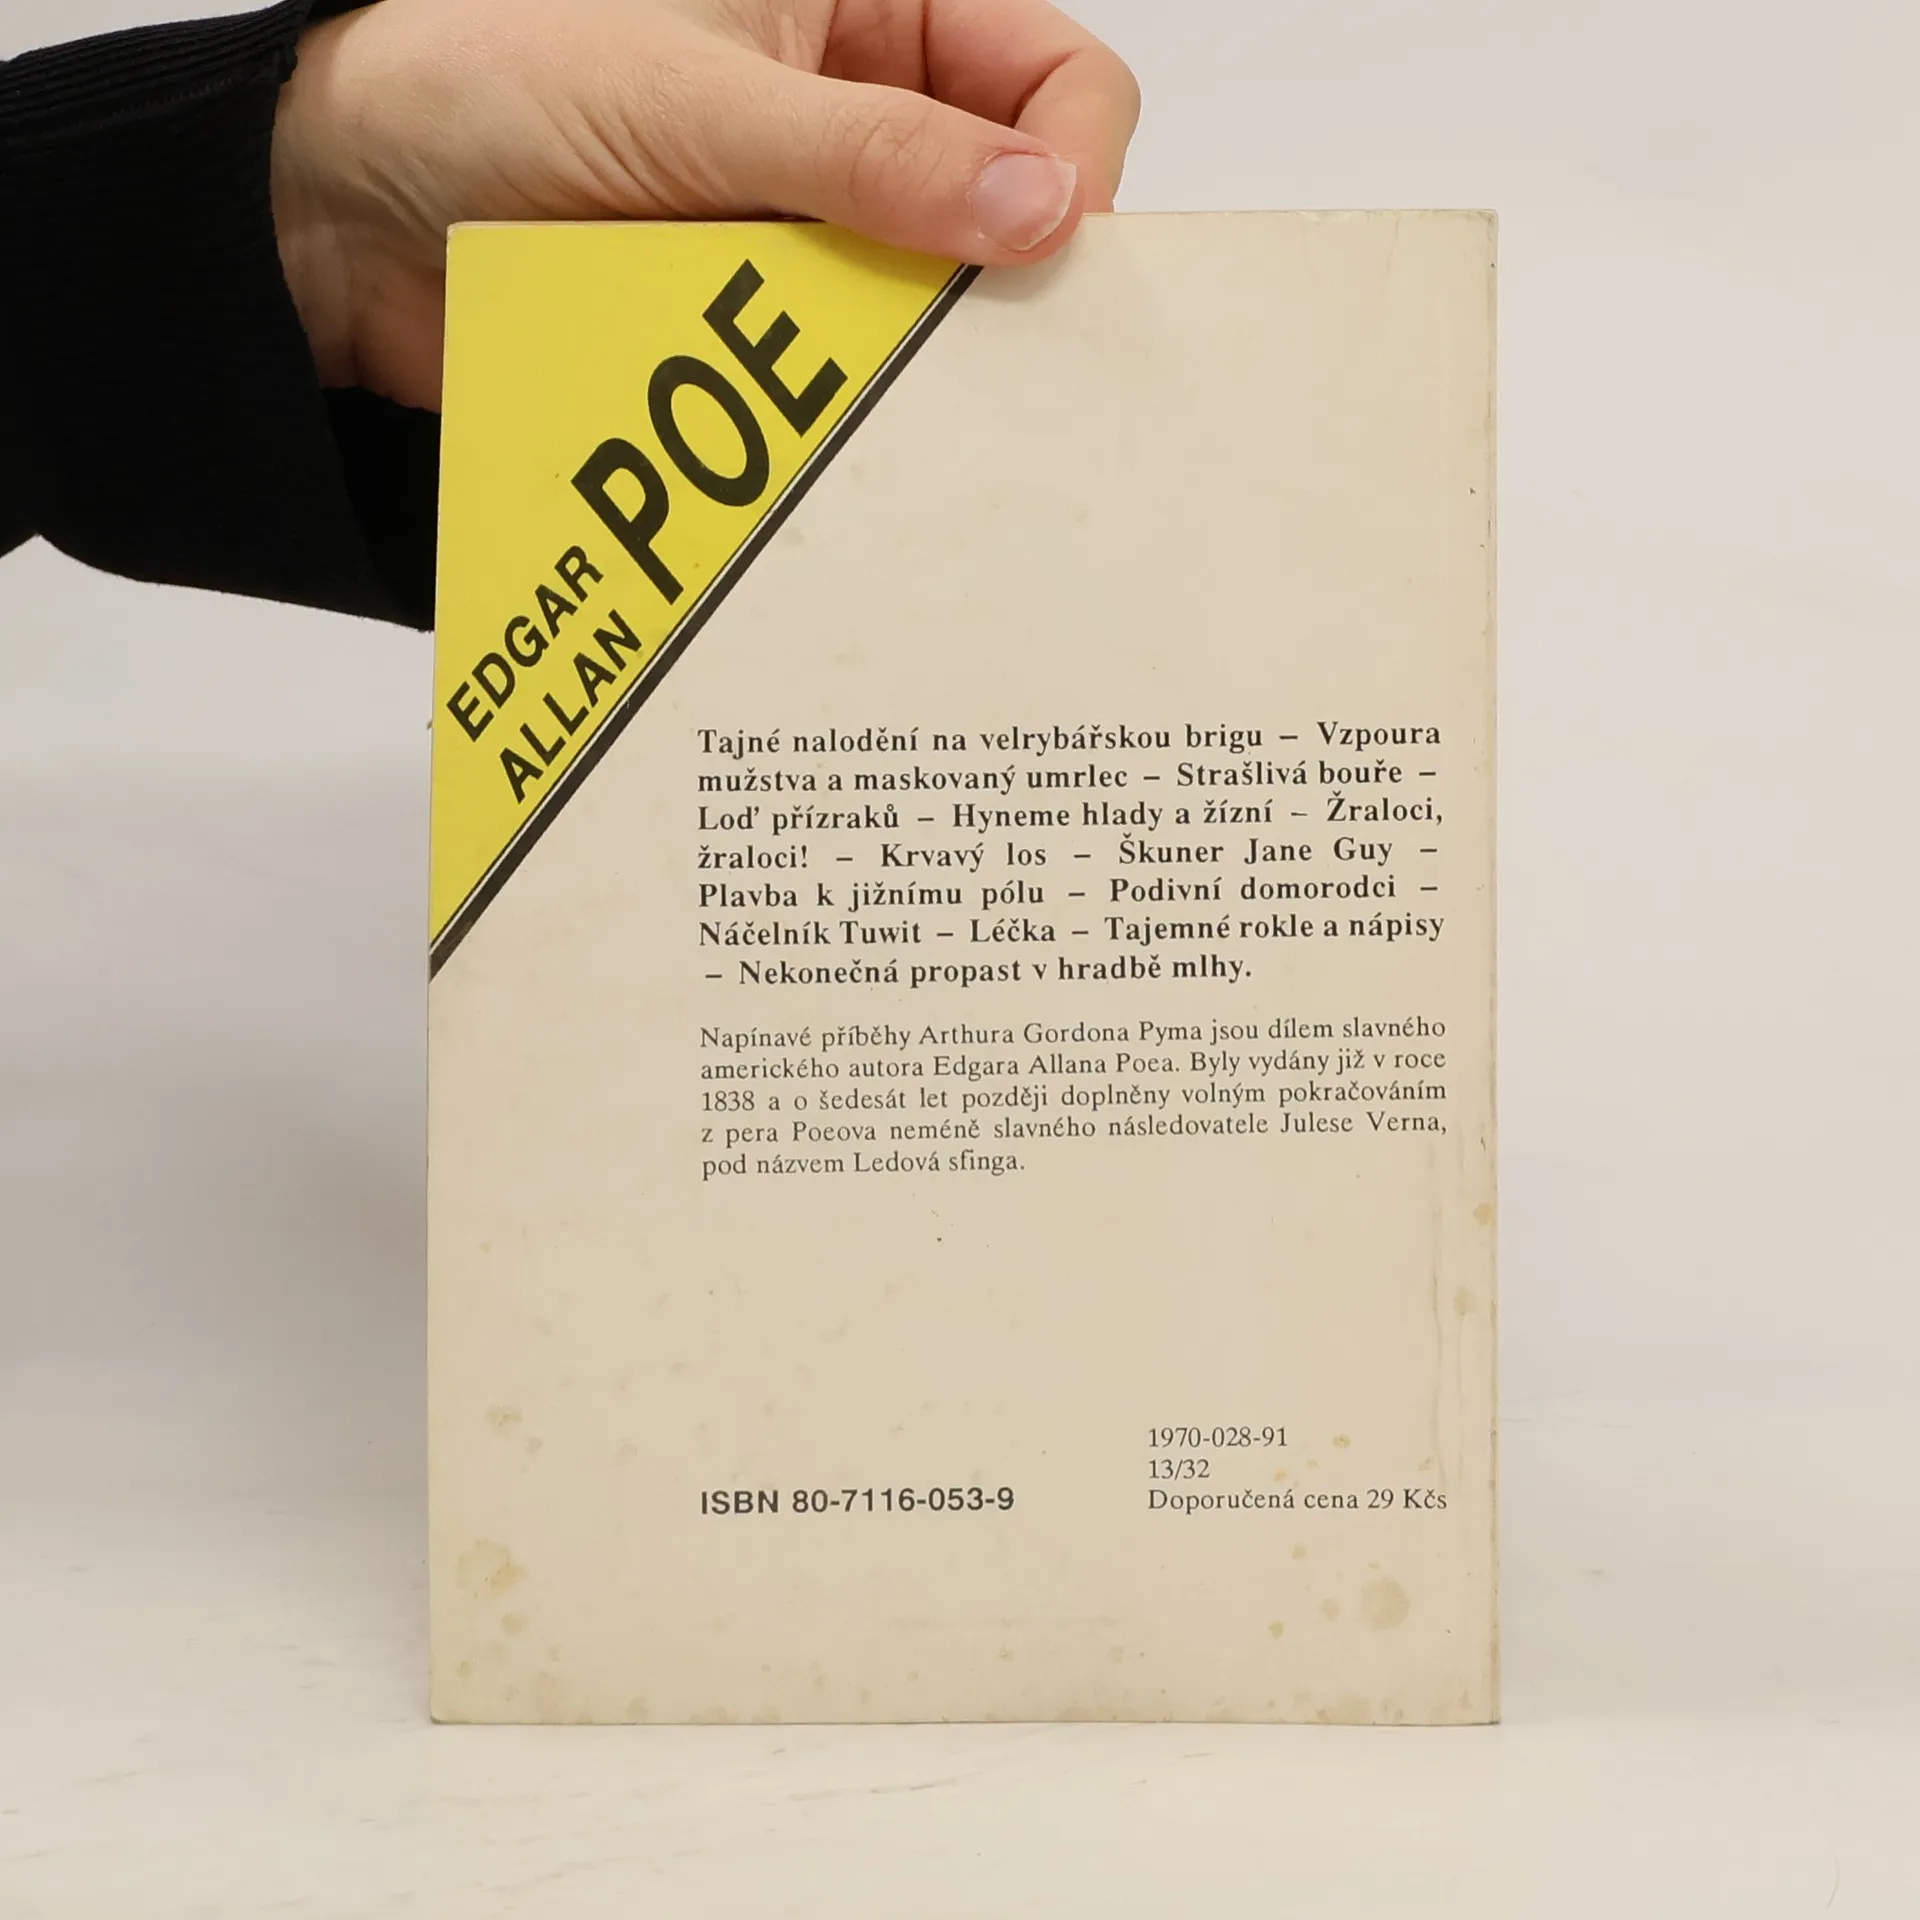 EDGAR
ALLAN
POE
Tajné nalodění na velrybářskou brigu – Vzpoura
mužstva a maskovaný umrlec – Strašlivá bouře –
Loď přízraků – Hyneme hlady a žízní – Žraloci,
žraloci! – Krvavý los – Škuner Jane Guy –
Plavba k jižnímu pólu – Podivní domorodci –
Náčelník Tuwit – Léčka – Tajemné rokle a nápisy
– Nekonečná propast v hradbě mlhy.
Napínavé příběhy Arthura Gordona Pyma jsou dílem slavného
amerického autora Edgara Allana Poea. Byly vydány již v roce
1838 a o šedesát let později doplněny volným pokračováním
z pera Poeova neméně slavného následovatele Julese Verna,
pod názvem Ledová sfinga.
ISBN 80-7116-053-9
1970-028-91
13/32
Doporučená cena 29 Kčs